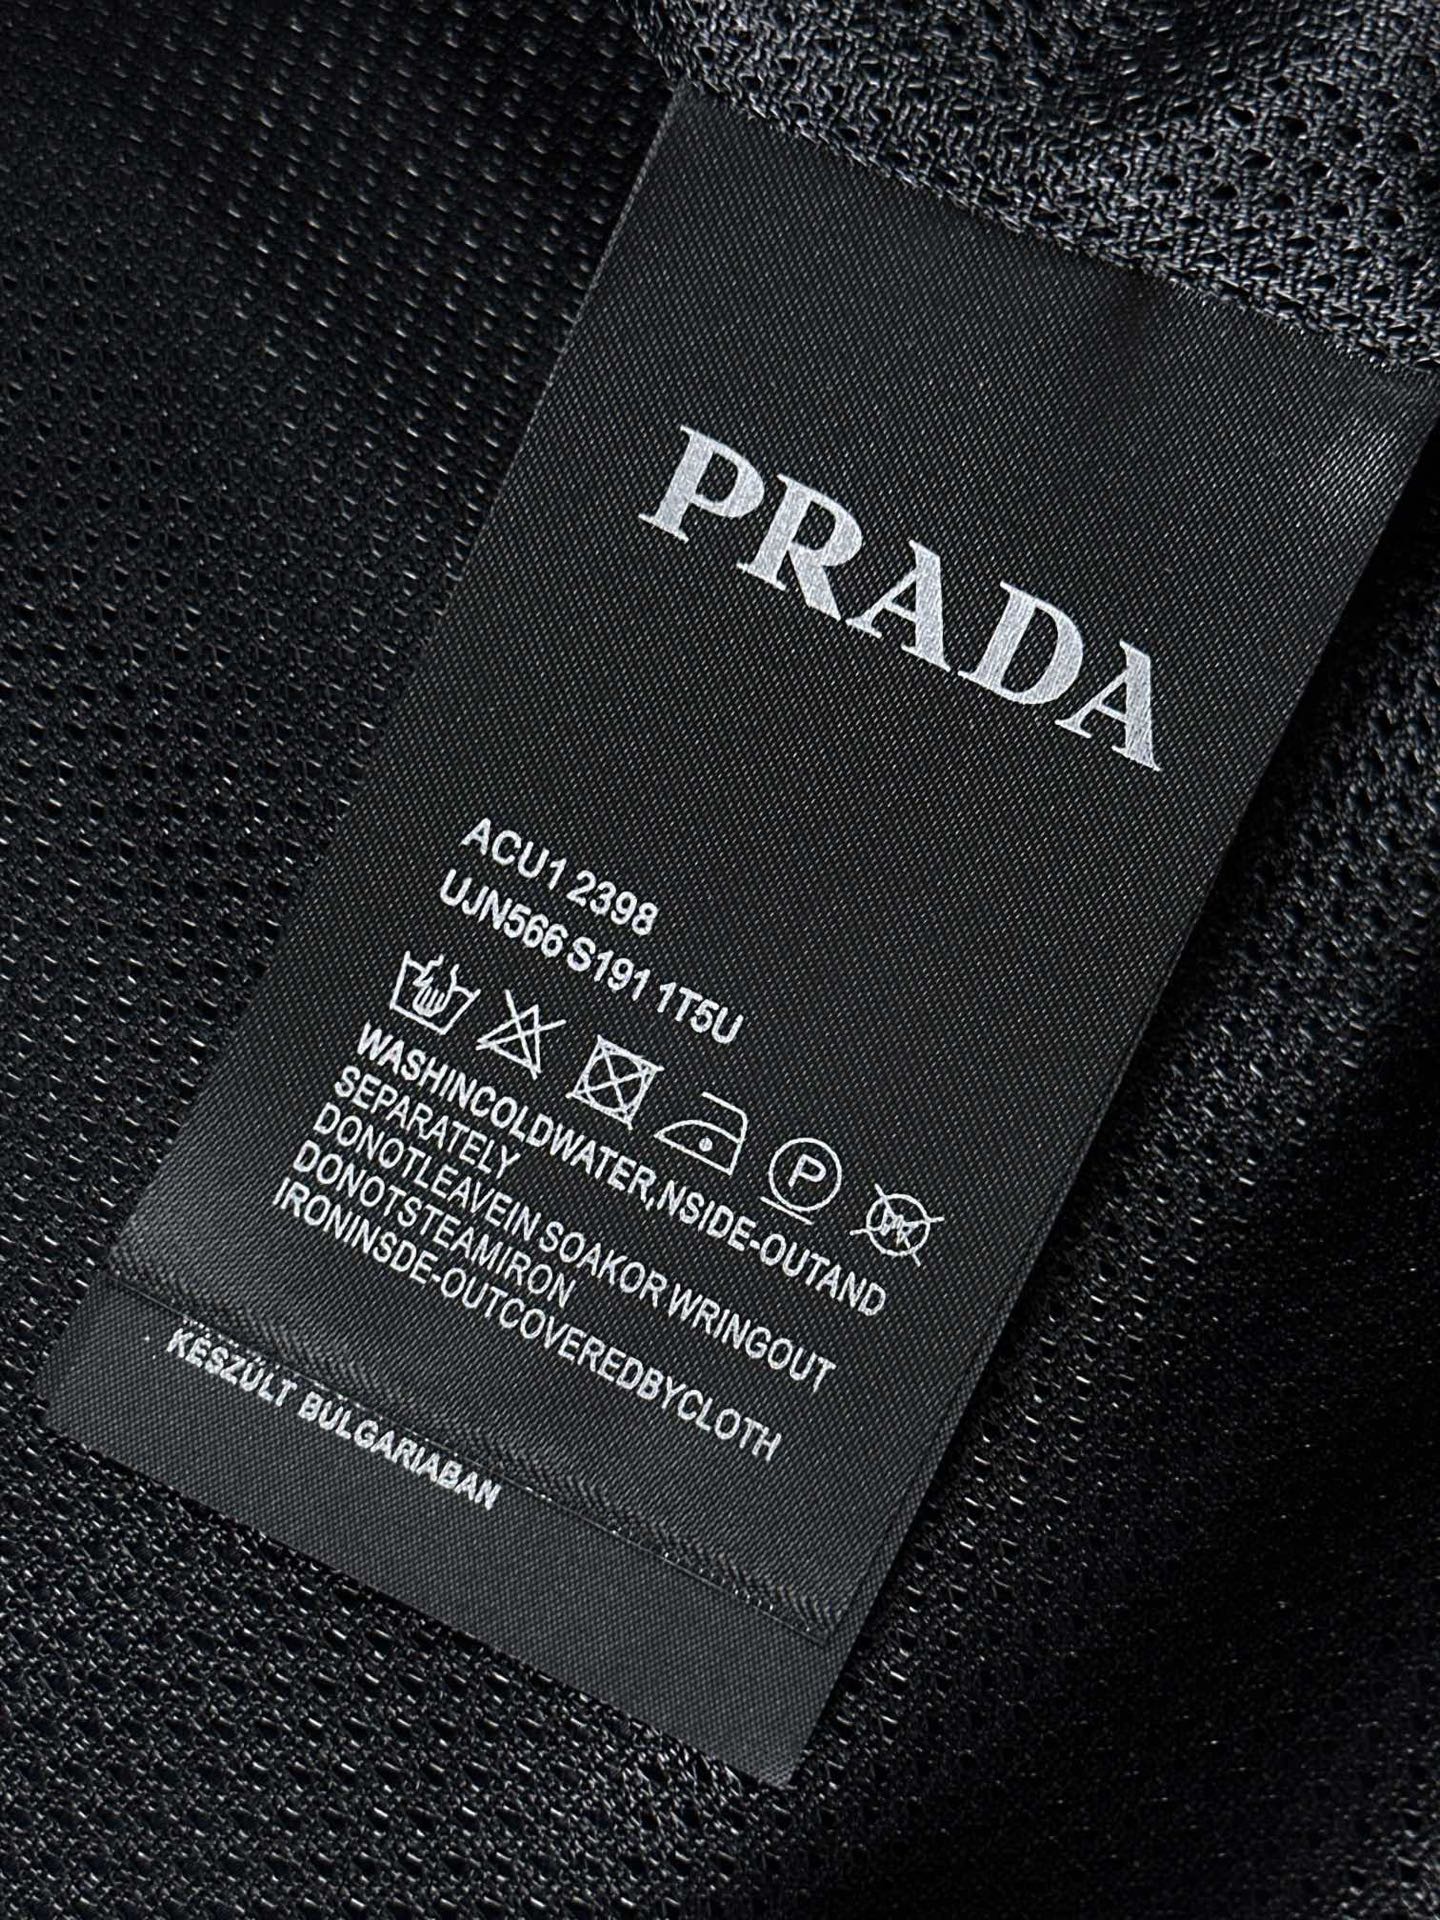 PRADA
ACU1 2398
UJN566 S191 1T5U
P
WASHINCOLDWATER,NSIDE-OUTAND
SEPARATELY
DONOTLEAVEIN SOAKOR WRINGOUT
DONOTSTEAMIRON
IRONINSDE-OUTCOVEREDBYCLOTH
KÉSZÜLT BULGARIABAN